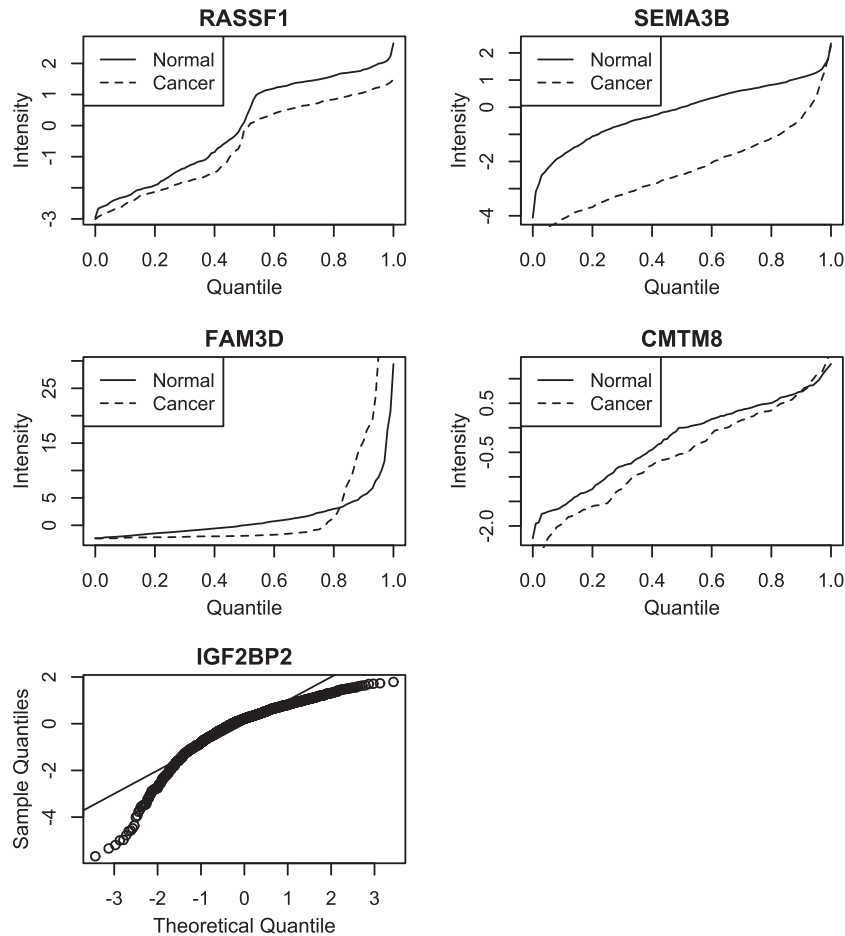 RASSF1
Intensity
2
1
0
-1
-3
Normal
Cancer
0.0 0.2 0.4 0.6 0.8 1.0
Quantile
SEMA3B
Intensity
2
1
0
-2
-4
Normal
Cancer
0.0 0.2 0.4 0.6 0.8 1.0
Quantile
FAM3D
Intensity
25
15
5
0
Normal
Cancer
0.0 0.2 0.4 0.6 0.8 1.0
Quantile
CMTM8
Intensity
0.5
-0.5
-2.0
Normal
Cancer
0.0 0.2 0.4 0.6 0.8 1.0
Quantile
IGF2BP2
Sample Quantiles
2
0
-2
-4
-3 -2 -1 0 1 2 3
Theoretical Quantile